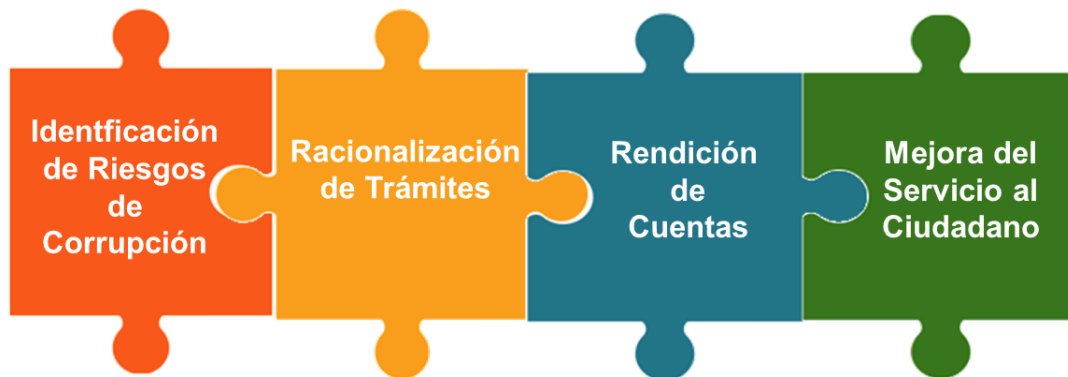 Identficación
de Riesgos
de
Corrupción
Racionalización
de Trámites
Rendición
de
Cuentas
Mejora del
Servicio al
Ciudadano